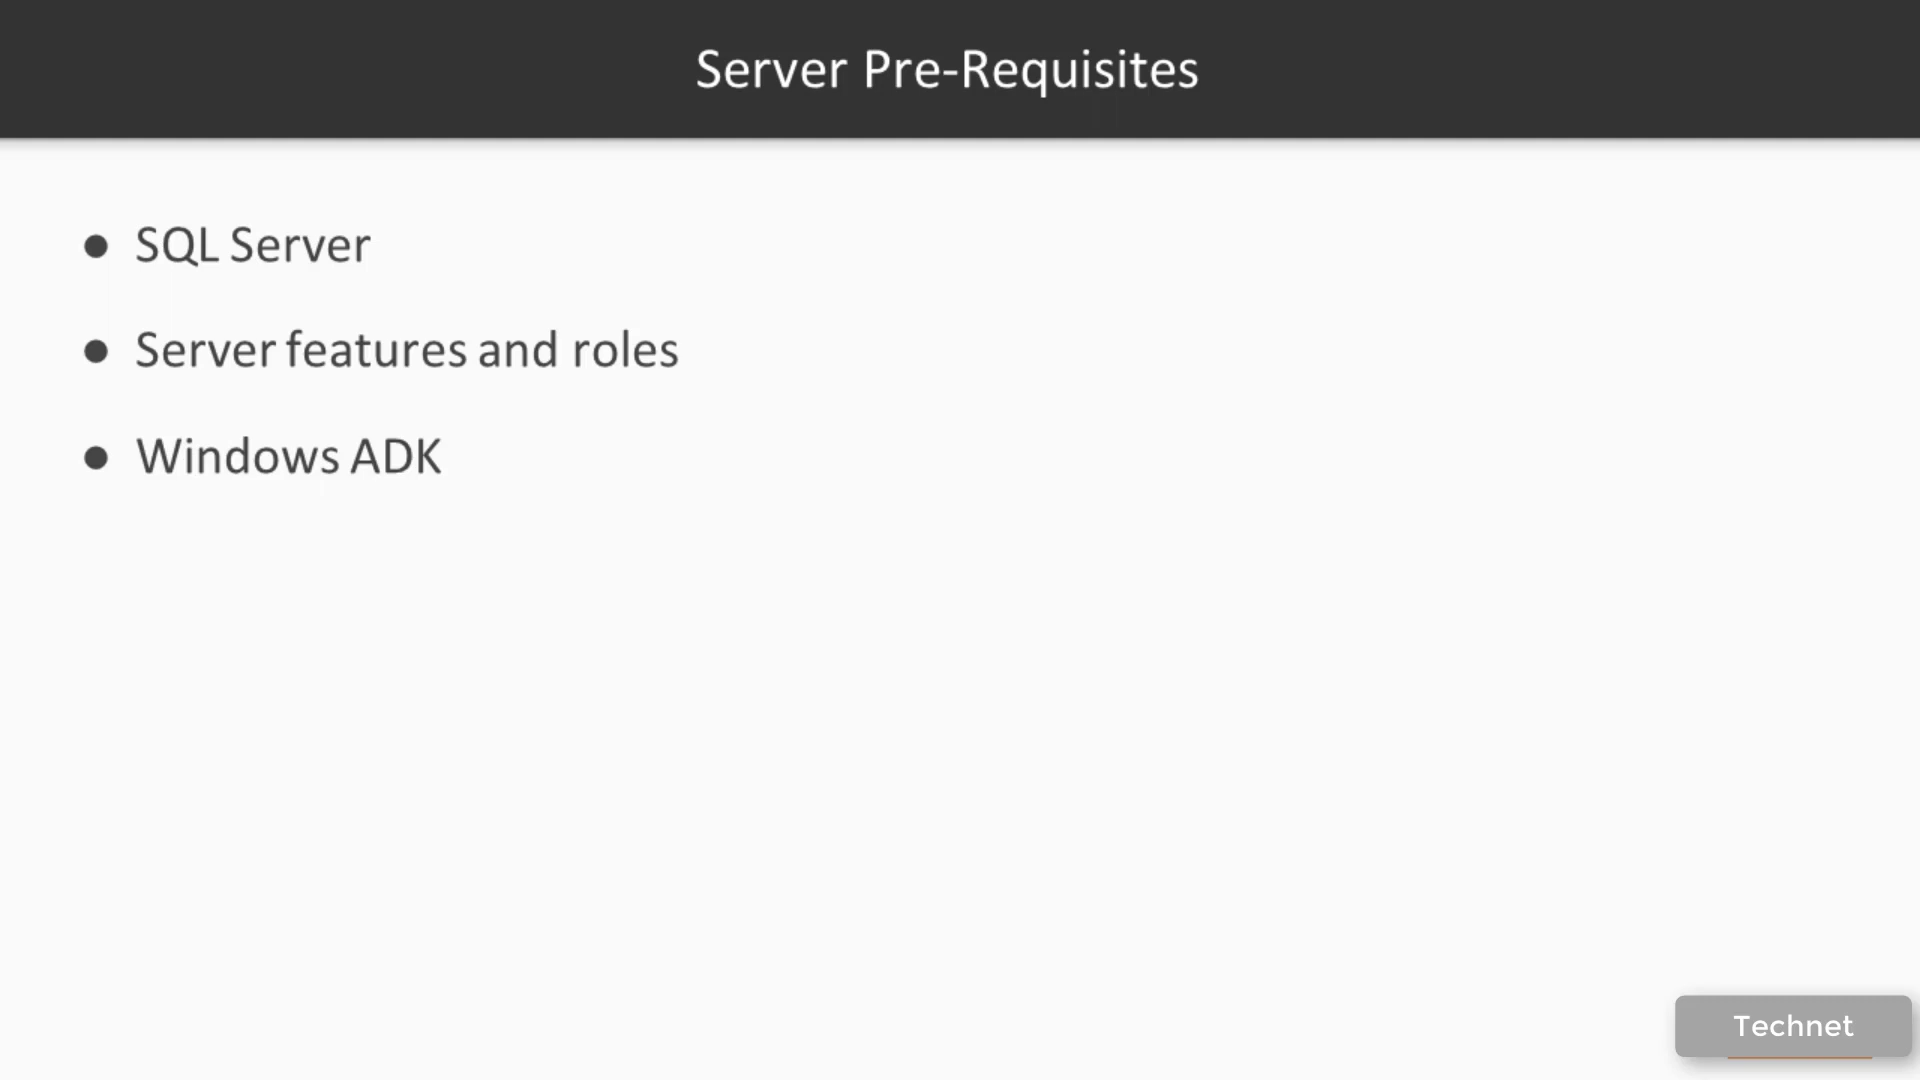 Server Pre-Requisites
● SQL Server
● Server features and roles
● Windows ADK
Technet